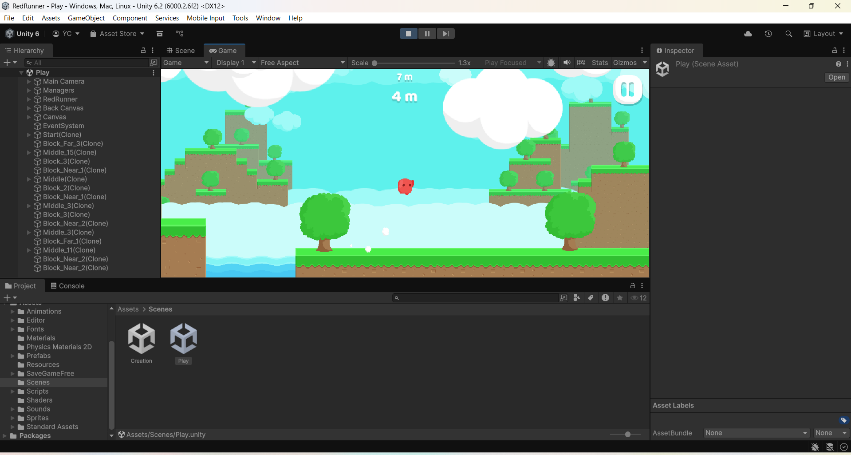 RedRunner - Play - Windows, Mac, Linux - Unity 6.2 (6000.2.6f2) <DX12>
File Edit Assets GameObject Component Services Mobile Input Tools Window Help
Unity 6 YO Asset Store Layout
Hierarchy Scene Game Inspector
All Game Display 1 Free Aspect Scale 1.3x Play Focused Stats Gizmos Play (Scene Asset)
Open
Play
Main Camera
Managers
RedRunner
Back Canvas
Canvas
EventSystem
Start(Clone)
Block_Far_3(Clone)
Middle_15(Clone)
Block_3(Clone)
Block_Near_1(Clone)
Middle(Clone)
Block_2(Clone)
Block_Near_1(Clone)
Middle_3(Clone)
Block_3(Clone)
Block_Near_2(Clone)
Middle_3(Clone)
Block_Far_1(Clone)
Middle_11(Clone)
Block_Near_2(Clone)
Block_Near_2(Clone)
7 m
4 m
Project Console
12
Assets
Animations
Editor
Fonts
Materials
Physics Materials 2D
Prefabs
Resources
SaveGameFree
Scenes
Scripts
Shaders
Sounds
Sprites
Standard Assets
Packages
Assets > Scenes
Creation Play
Assets/Scenes/Play.unity
Asset Labels
AssetBundle None None